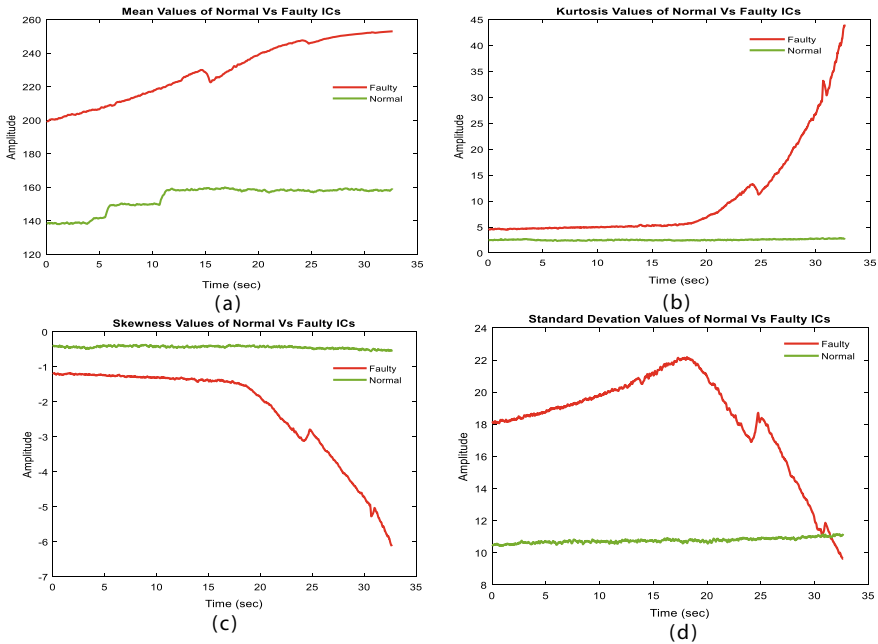 Mean Values of Normal Vs Faulty ICs
260
240
220
200
180
160
140
120
Amplitude
Faulty
Normal
0 5 10 15 20 25 30 35
Time (sec)
(a)
Kurtosis Values of Normal Vs Faulty ICs
45
40
35
30
25
20
15
10
5
0
Amplitude
Faulty
Normal
0 5 10 15 20 25 30 35
Time (sec)
(b)
Skewness Values of Normal Vs Faulty ICs
0
-1
-2
-3
-4
-5
-6
-7
Amplitude
Faulty
Normal
0 5 10 15 20 25 30 35
Time (sec)
(c)
Standard Devation Values of Normal Vs Faulty ICs
24
22
20
18
16
14
12
10
8
Amplitude
Faulty
Normal
0 5 10 15 20 25 30 35
Time (sec)
(d)